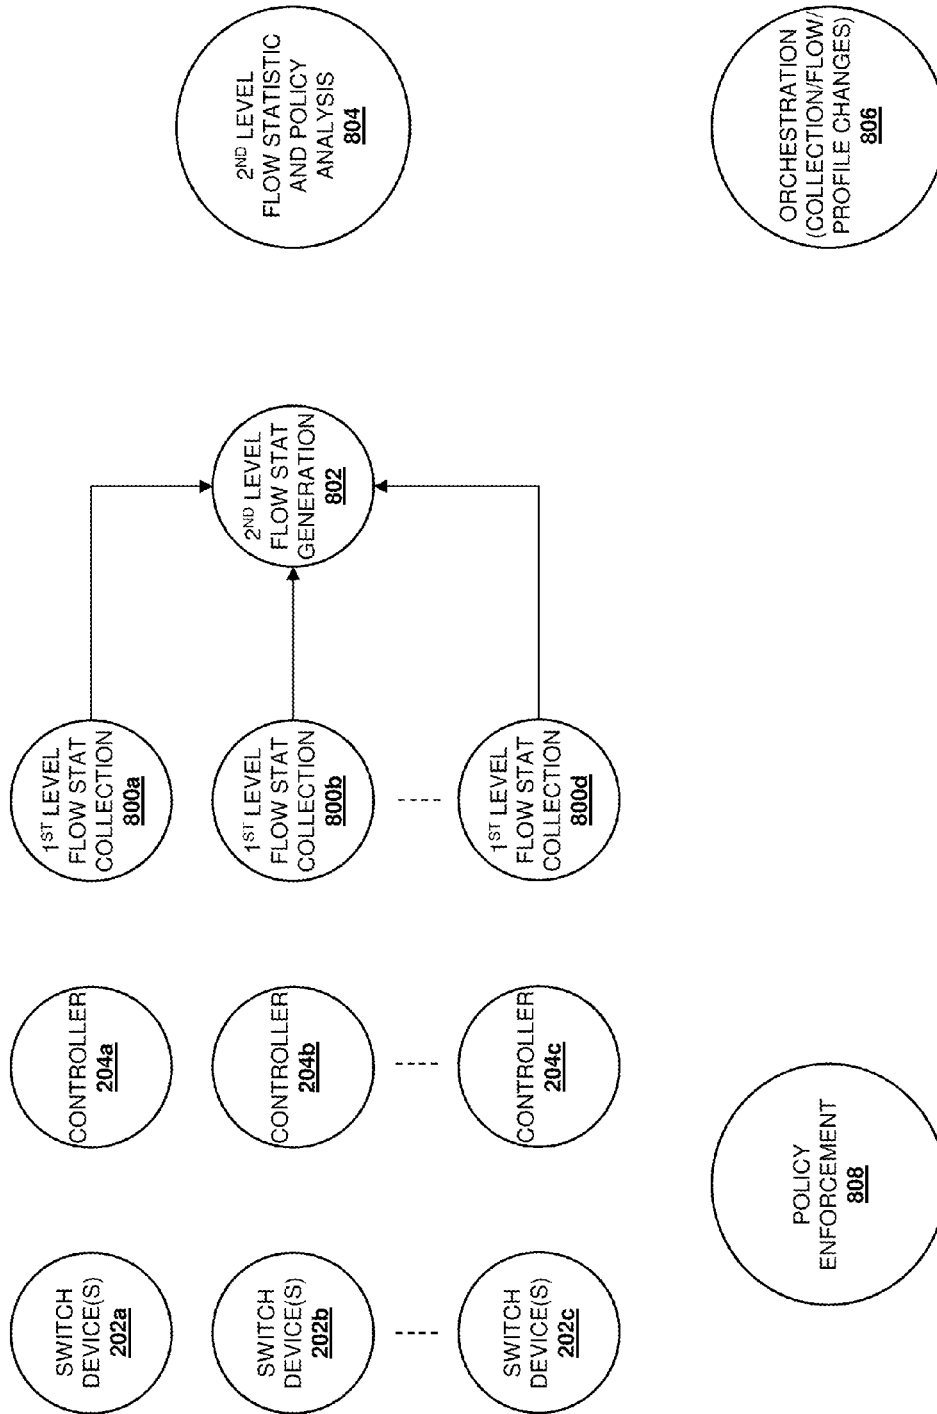 SWITCH
DEVICE(S)
202a
CONTROLLER
204a
1ST LEVEL
FLOW STAT
COLLECTION
800a
2ND LEVEL
FLOW STATISTIC
AND POLICY
ANALYSIS
804
SWITCH
DEVICE(S)
202b
CONTROLLER
204b
1ST LEVEL
FLOW STAT
COLLECTION
800b
2ND LEVEL
FLOW STAT
GENERATION
802
SWITCH
DEVICE(S)
202c
CONTROLLER
204c
1ST LEVEL
FLOW STAT
COLLECTION
800d
POLICY
ENFORCEMENT
808
ORCHESTRATION
(COLLECTION/FLOW/
PROFILE CHANGES)
806